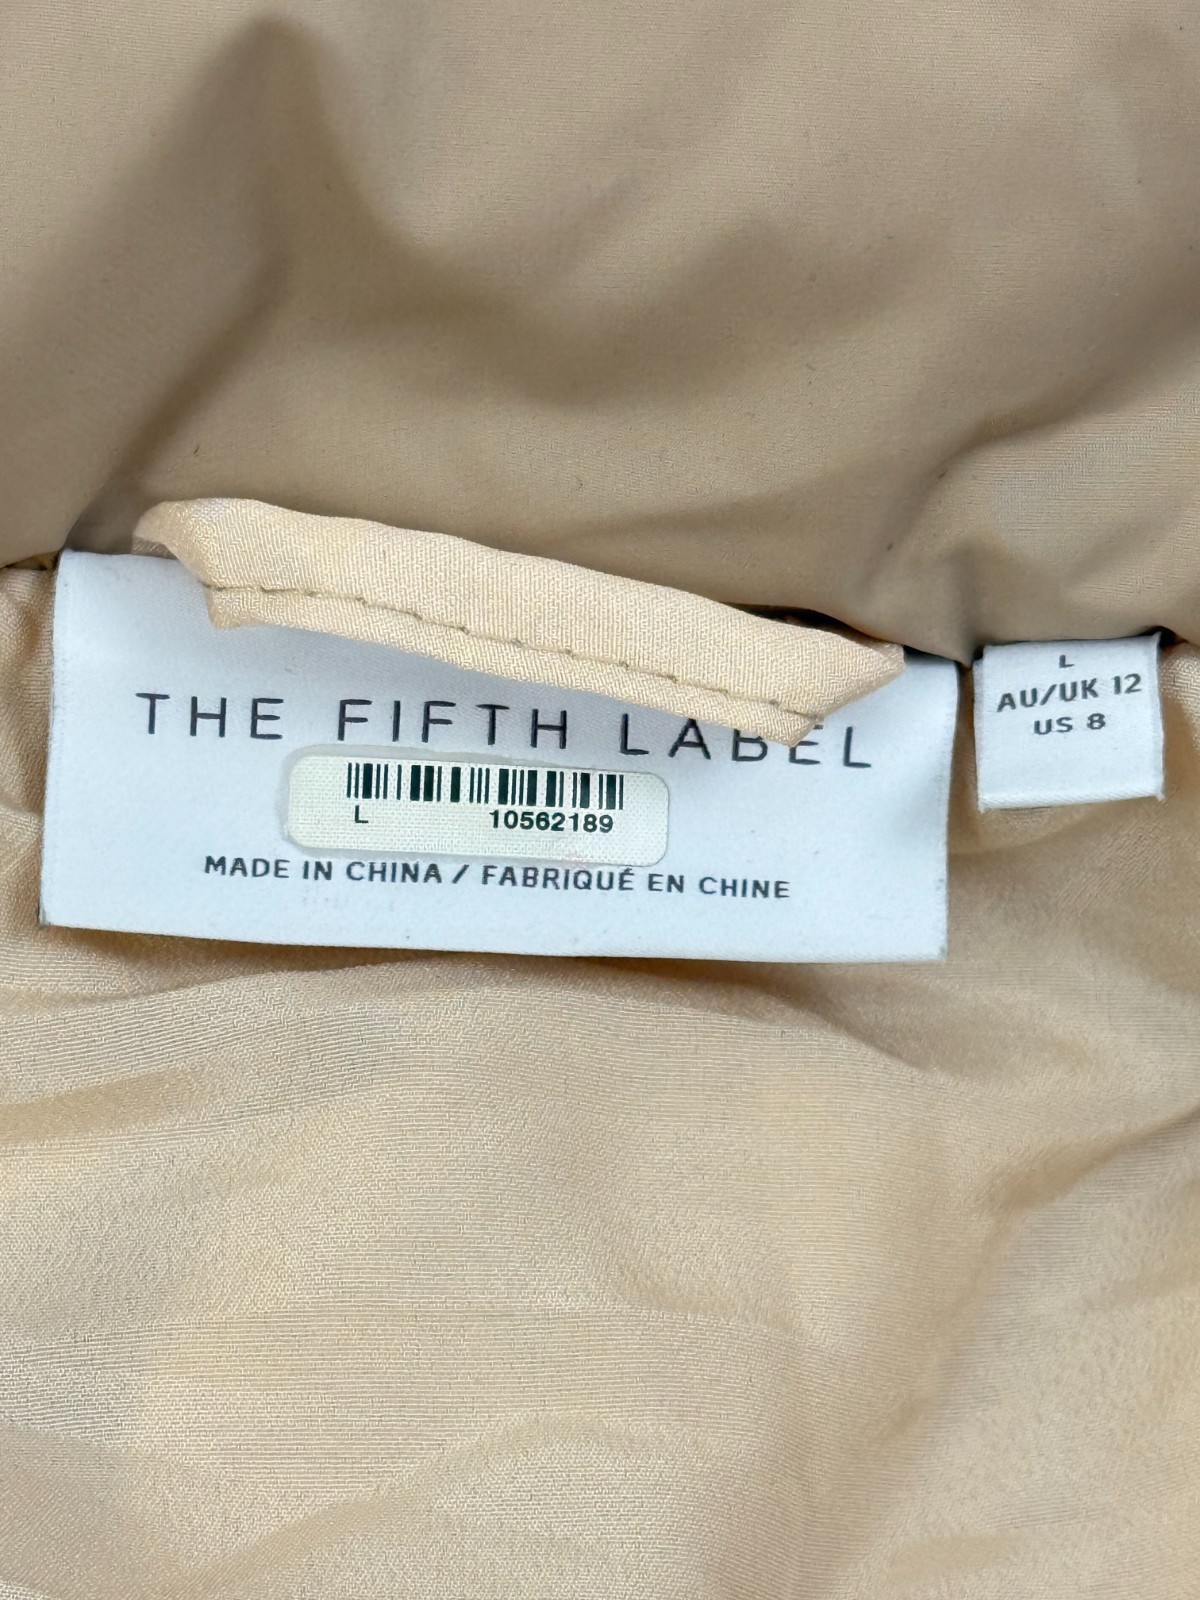 THE FIFTH LABEL
L 10562189
MADE IN CHINA / FABRIQUÉ EN CHINE
L
AU/UK 12
US 8